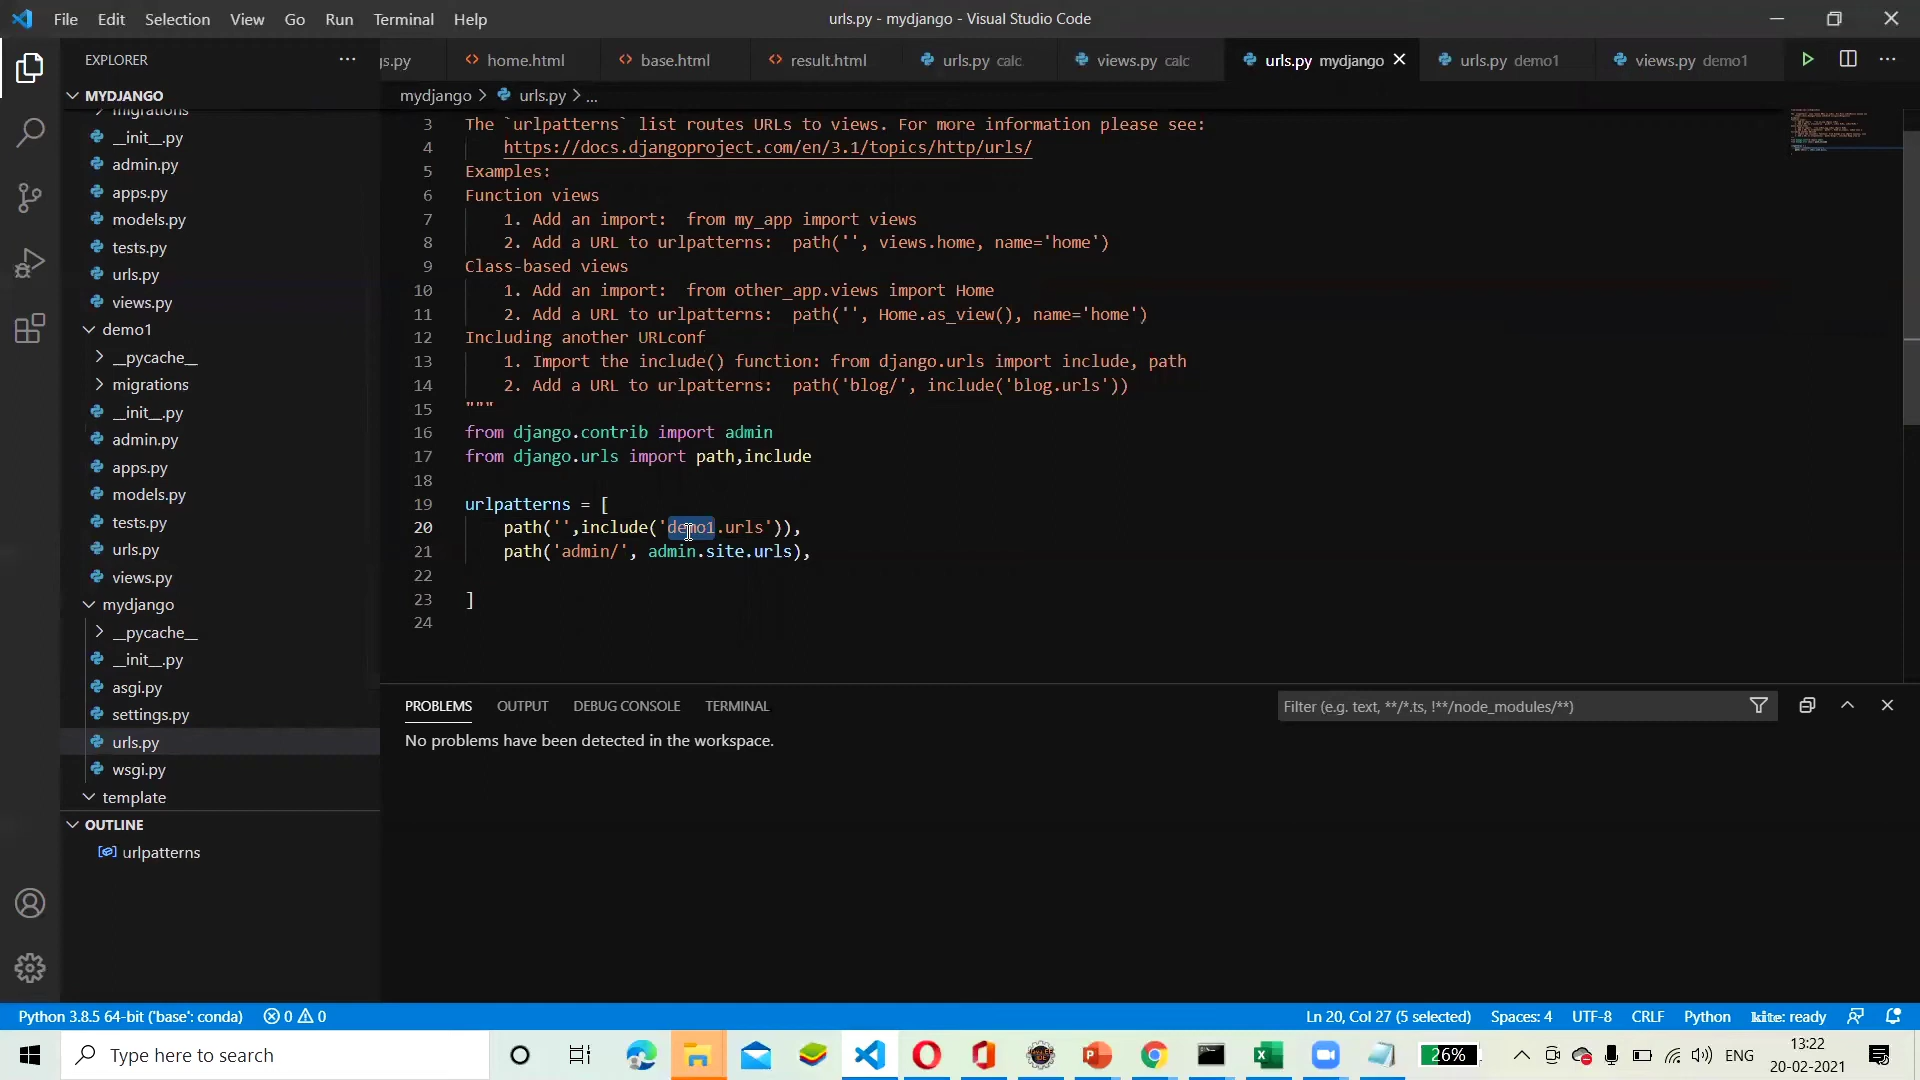 File Edit Selection View Go Run Terminal Help
urls.py - mydjango - Visual Studio Code
EXPLORER
gs.py
home.html
base.html
result.html
urls.py calc
views.py calc
urls.py mydjango
urls.py demo1
views.py demo1
MYDJANGO
mydjango > urls.py > ...
migrations
__init__.py
admin.py
apps.py
models.py
tests.py
urls.py
views.py
demo1
__pycache__
migrations
__init__.py
admin.py
apps.py
models.py
tests.py
urls.py
views.py
mydjango
__pycache__
__init__.py
asgi.py
settings.py
urls.py
wsgi.py
template
OUTLINE
urlpatterns
3 The `urlpatterns` list routes URLs to views. For more information please see:
4 https://docs.djangoproject.com/en/3.1/topics/http/urls/
5 Examples:
6 Function views
7 1. Add an import:  from my_app import views
8 2. Add a URL to urlpatterns:  path('', views.home, name='home')
9 Class-based views
10 1. Add an import:  from other_app.views import Home
11 2. Add a URL to urlpatterns:  path('', Home.as_view(), name='home')
12 Including another URLconf
13 1. Import the include() function: from django.urls import include, path
14 2. Add a URL to urlpatterns:  path('blog/', include('blog.urls'))
15 """
16 from django.contrib import admin
17 from django.urls import path,include
18
19 urlpatterns = [
20 path('',include('demo1.urls')),
21 path('admin/', admin.site.urls),
22
23 ]
24
PROBLEMS OUTPUT DEBUG CONSOLE TERMINAL
Filter (e.g. text, **/*.ts, !**/node_modules/**)
No problems have been detected in the workspace.
Python 3.8.5 64-bit ('base': conda) 0 0
Ln 20, Col 27 (5 selected) Spaces: 4 UTF-8 CRLF Python kite: ready
Type here to search
26%
ENG
13:22
20-02-2021